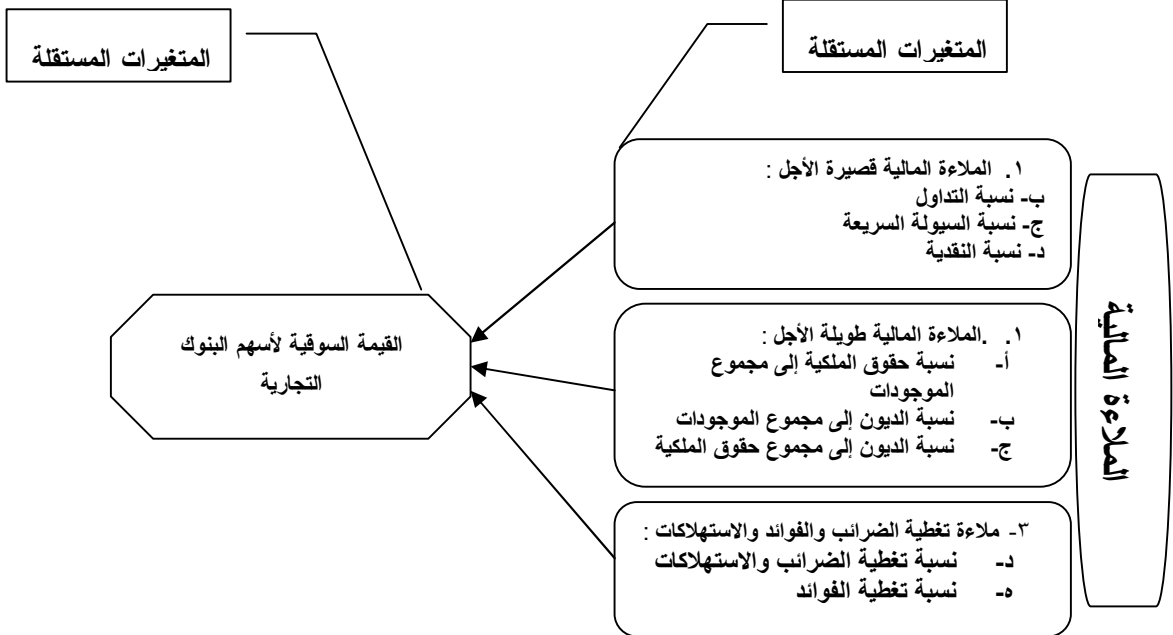 المتغيرات المستقلة
المتغيرات المستقلة
١. الملاءة المالية قصيرة الأجل :
ب- نسبة التداول
ج- نسبة السيولة السريعة
د- نسبة النقدية
١. .الملاءة المالية طويلة الأجل :
أ- نسبة حقوق الملكية إلى مجموع
الموجودات
ب- نسبة الديون إلى مجموع الموجودات
ج- نسبة الديون إلى مجموع حقوق الملكية
٣- ملاءة تغطية الضرائب والفوائد والاستهلاكات :
د- نسبة تغطية الضرائب والاستهلاكات
ه- نسبة تغطية الفوائد
الملاءة المالية
القيمة السوقية لأسهم البنوك
التجارية